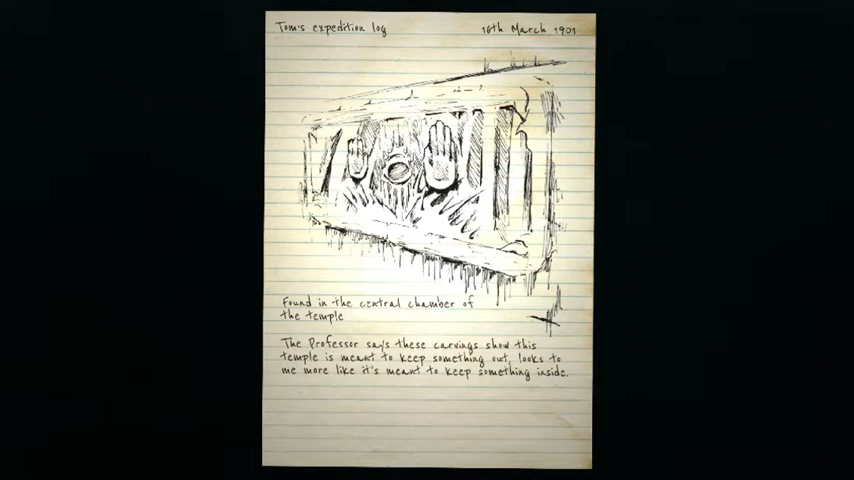 Tom's expedition log 16th March 1901
Found in the central chamber of
the temple
The Professor says these carvings show this
temple is meant to keep something out, looks to
me more like it's meant to keep something inside.